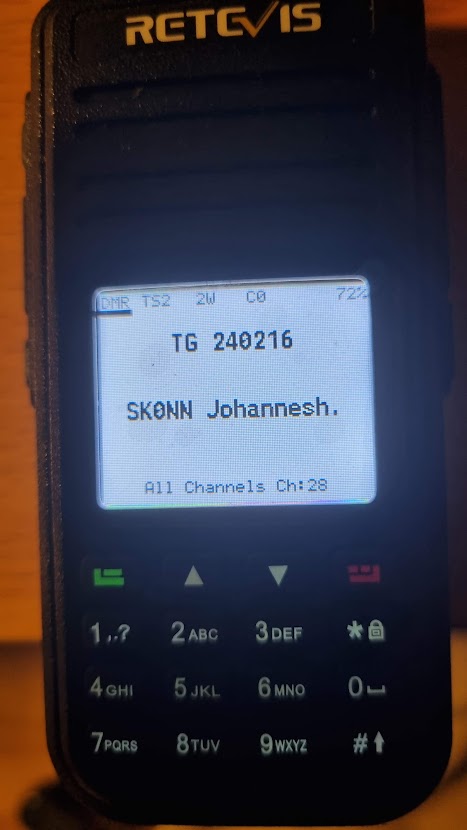 RETEVIS
DMR TS2 2W C0 72%
TG 240216
SK0NN Johannesh.
All Channels Ch:28
1,.? 2ABC 3DEF *
4GHI 5JKL 6MNO 0
7PQRS 8TUV 9WXYZ #